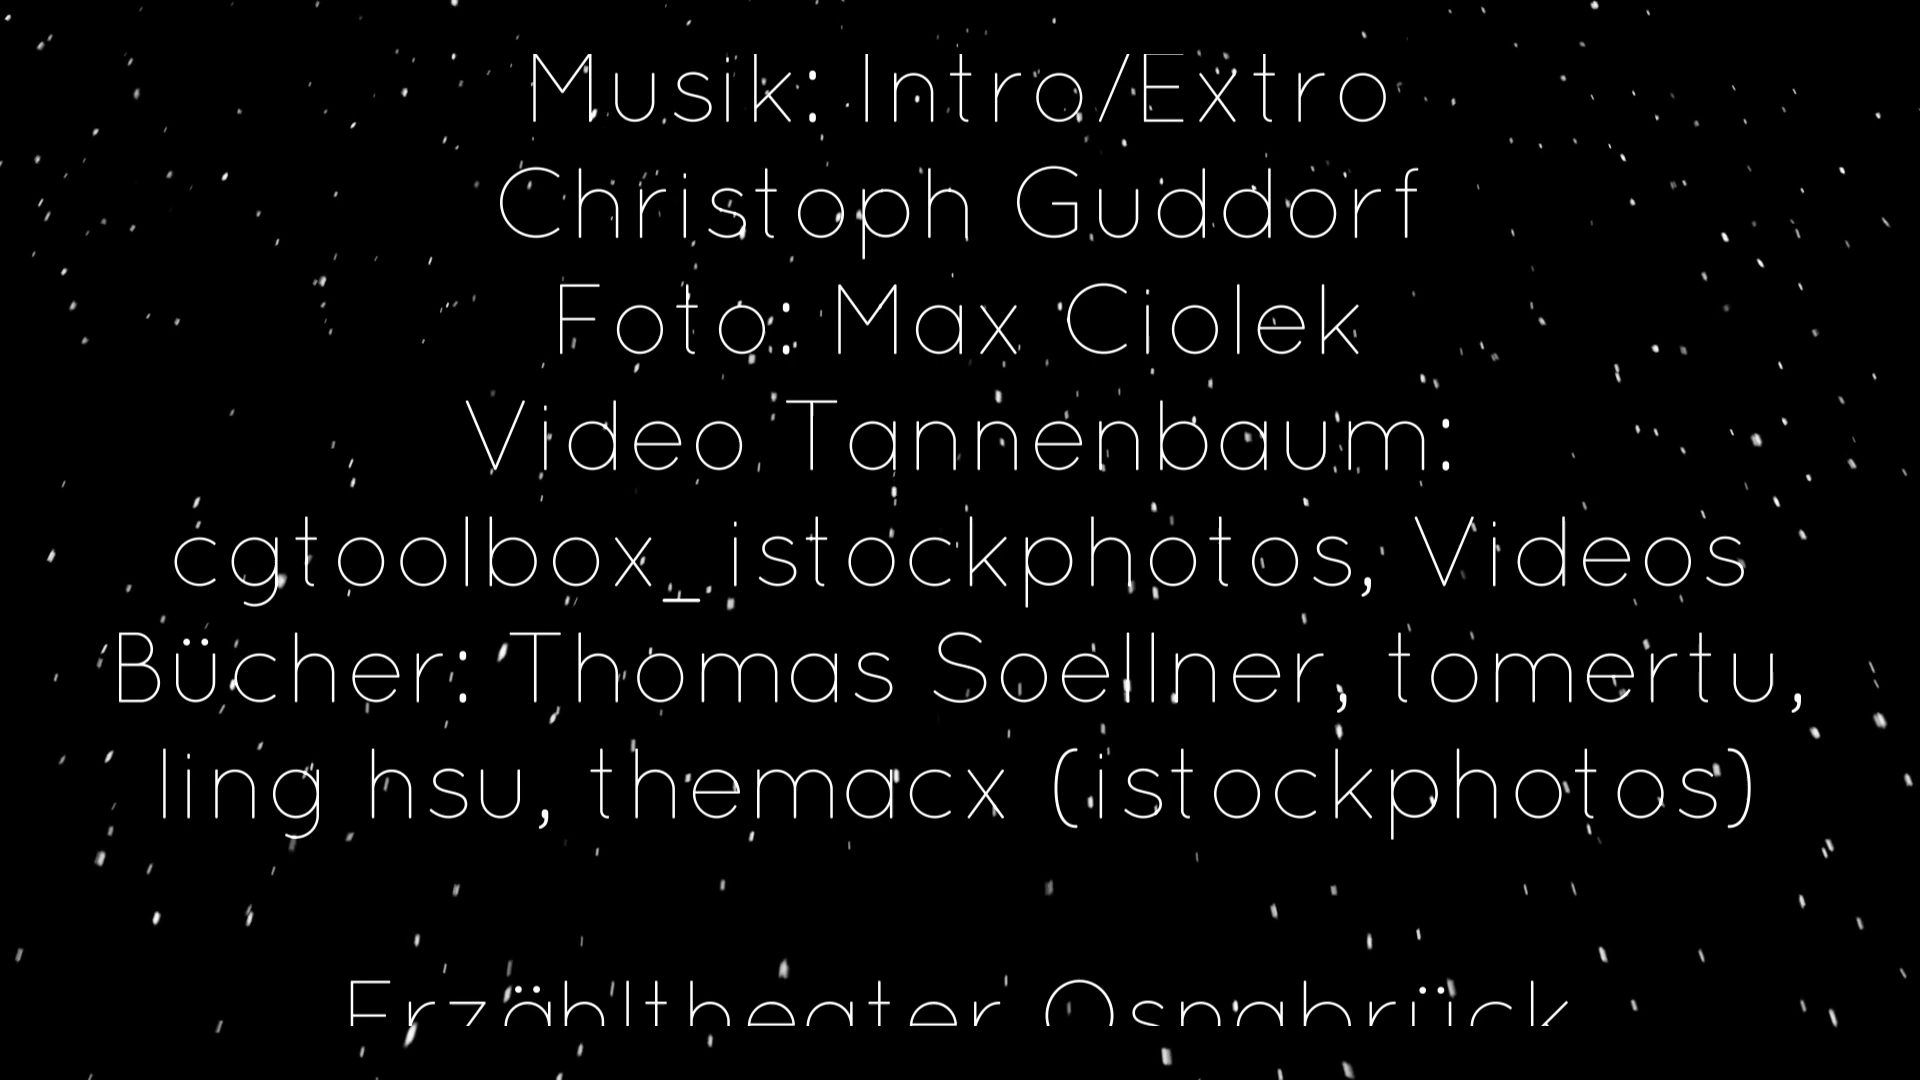 Musik: Intro/Extro
Christoph Guddorf
Foto: Max Ciolek
Video Tannenbaum:
cgtoolbox_istockphotos, Videos
Bücher: Thomas Soellner, tomertu,
ling hsu, themacx (istockphotos)
Erzähltheater Osnabrück